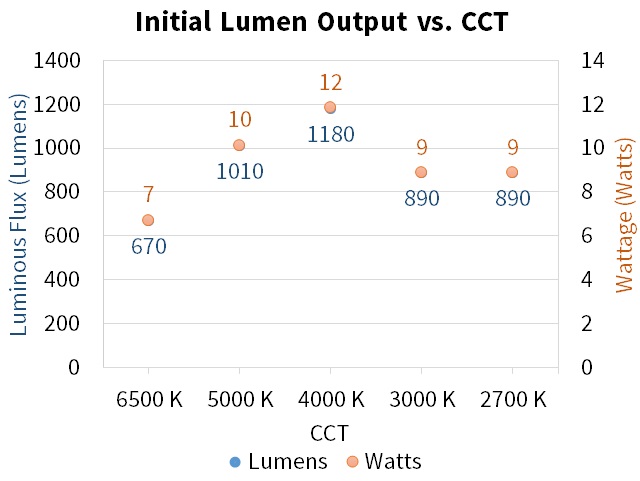 Initial Lumen Output vs. CCT
1400
1200
1000
800
600
400
200
0
Luminous Flux (Lumens)
14
12
10
8
6
4
2
0
Wattage (Watts)
7
10
12
9
9
670
1010
1180
890
890
6500 K
5000 K
4000 K
3000 K
2700 K
CCT
Lumens
Watts